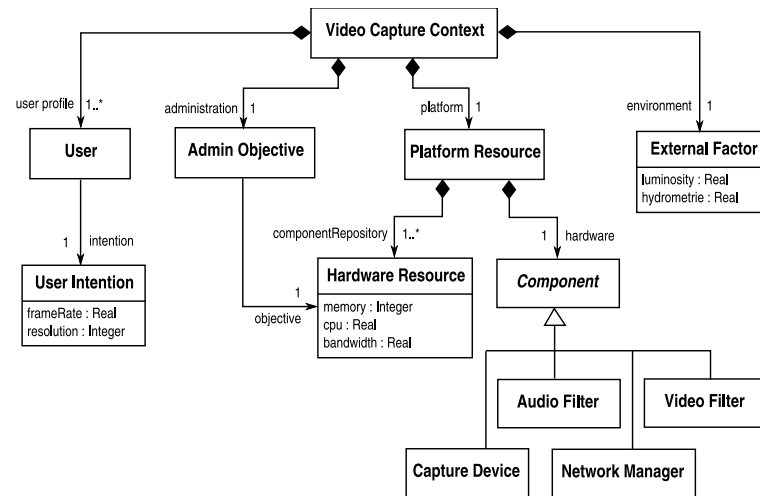 Video Capture Context
user profile 1..*
administration 1
platform 1
environment 1
User
Admin Objective
Platform Resource
External Factor
luminosity : Real
hydrometrie : Real
1 intention
componentRepository 1..*
1 hardware
User Intention
frameRate : Real
resolution : Integer
1
objective
Hardware Resource
memory : Integer
cpu : Real
bandwidth : Real
Component
Audio Filter
Video Filter
Capture Device
Network Manager